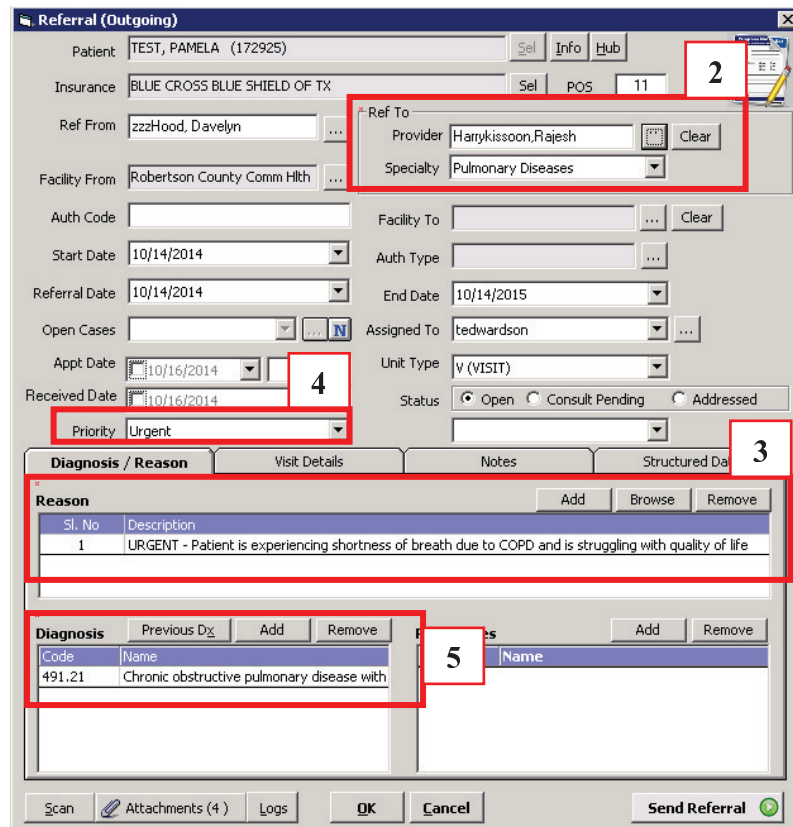 Referral (Outgoing)
Patient TEST, PAMELA (172925) Sel Info Hub
Insurance BLUE CROSS BLUE SHIELD OF TX Sel POS 11
2
Ref From zzzHood, Davelyn ...
Ref To
Provider Harrykissoon,Rajesh ... Clear
Specialty Pulmonary Diseases
Facility From Robertson County Comm Hlth ...
Auth Code
Facility To ... Clear
Start Date 10/14/2014
Auth Type ...
Referral Date 10/14/2014
End Date 10/14/2015
Open Cases ... N
Assigned To tedwardson ...
Appt Date 10/16/2014
4
Unit Type V (VISIT)
Received Date 10/16/2014
Status Open Consult Pending Addressed
Priority Urgent
Diagnosis / Reason Visit Details Notes Structured Da
3
Reason Add Browse Remove
Sl. No Description
1 URGENT - Patient is experiencing shortness of breath due to COPD and is struggling with quality of life
Diagnosis Previous Dx Add Remove
5
es Add Remove
Code Name
Name
491.21 Chronic obstructive pulmonary disease with
Scan Attachments (4 ) Logs OK Cancel Send Referral